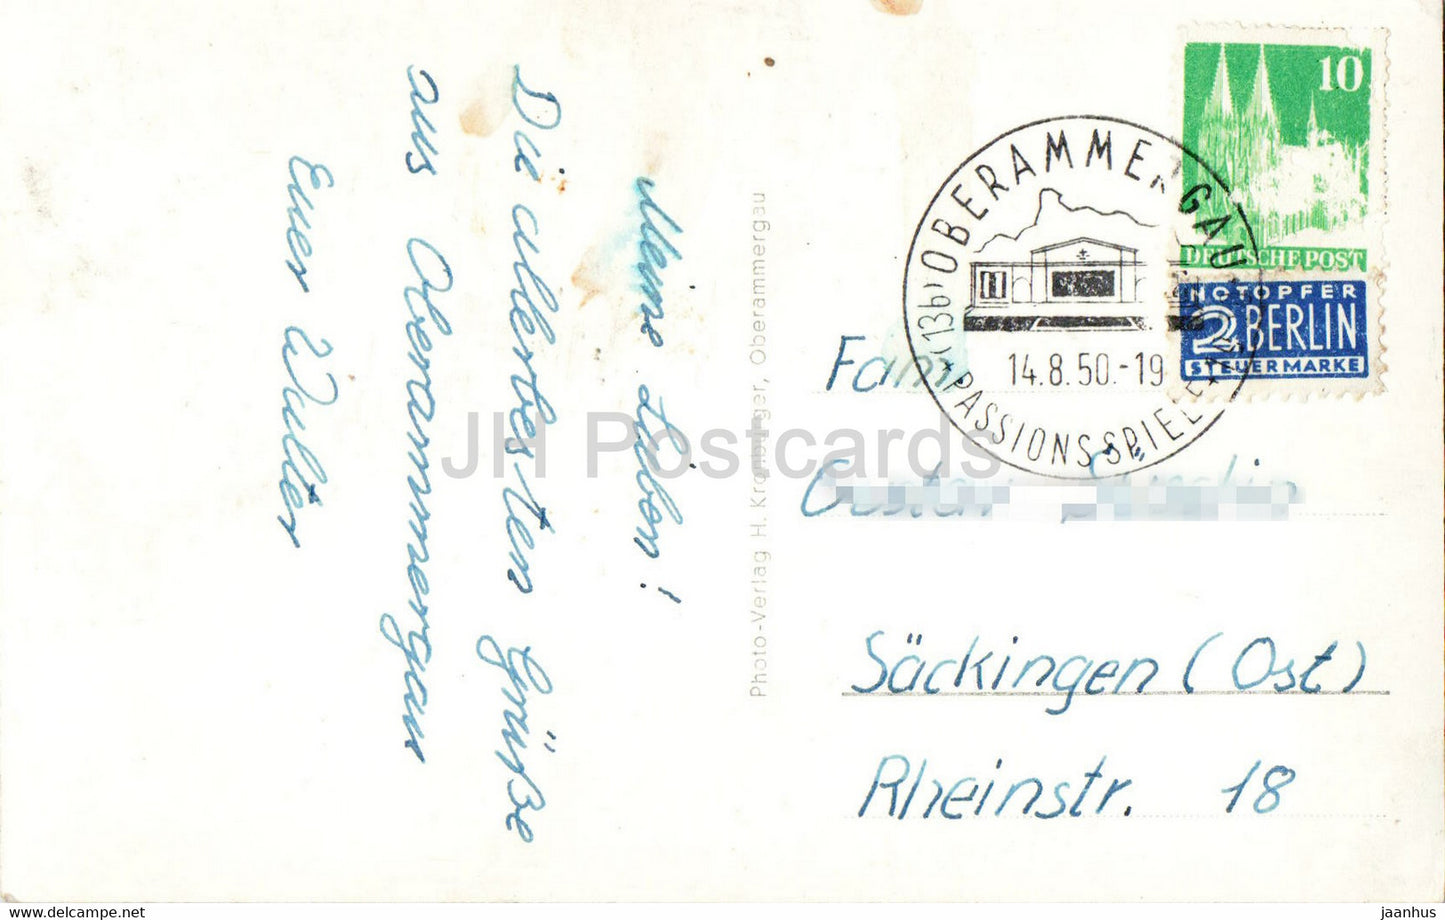 Meine Lieben!
Die allerbesten Grüße
aus Oberammergau
Euer Walter
Photo-Verlag H. Kronburger, Oberammergau
10
DEUTSCHE POST
NOTOPFER
2 BERLIN
STEUERMARKE
(13b) OBERAMMERGAU
14.8.50.-19
PASSIONSSPIELE
Fam
Säckingen (Ost)
Rheinstr. 18
JH Postcards
https://www.delcampe.net
jaanhus